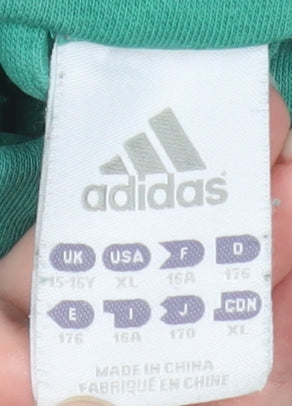 adidas
UK USA F D
15-16Y XL 16A 176
E I J CDN
176 16A 170 XL
MADE IN CHINA
FABRIQUÉ EN CHINE